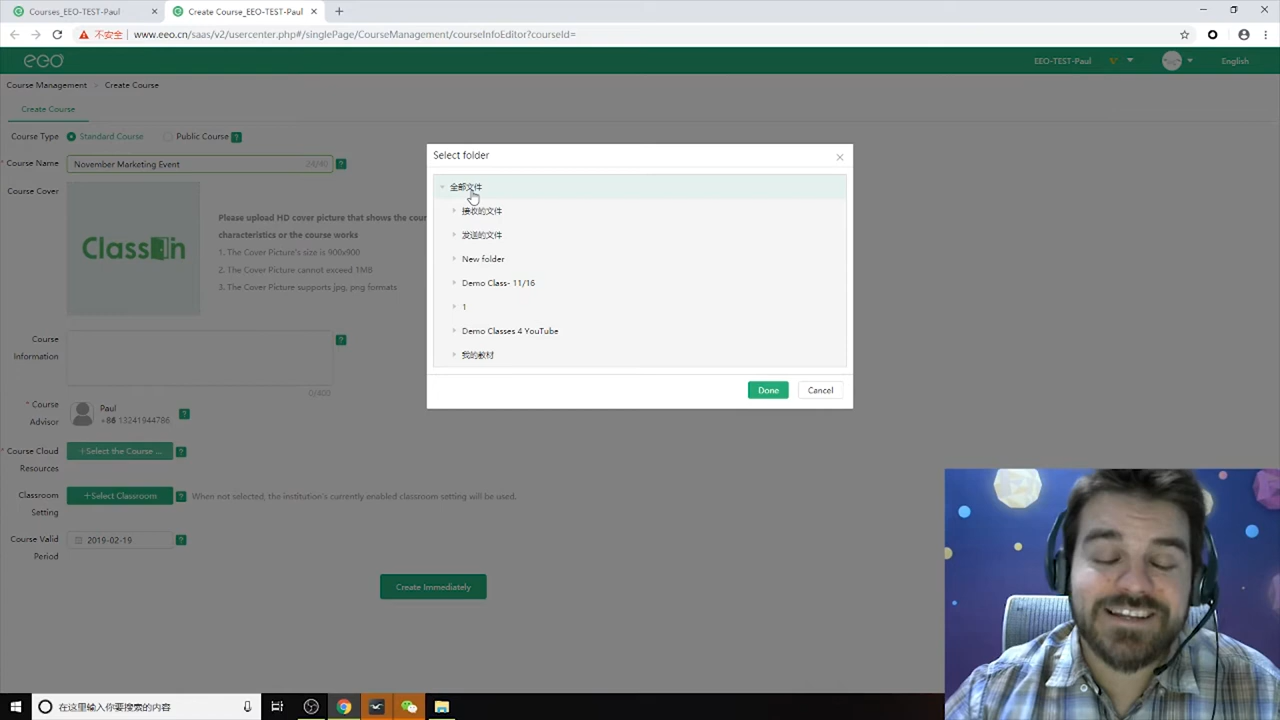 Courses_EEO-TEST-Paul
Create Course_EEO-TEST-Paul
不安全
www.eeo.cn/saas/v2/usercenter.php#/singlePage/CourseManagement/courseInfoEditor?courseId=
eeo
EEO-TEST-Paul
V
English
Course Management > Create Course
Create Course
Course Type
Standard Course
Public Course ?
* Course Name
November Marketing Event
24/40
?
Course Cover
ClassIn
Please upload HD cover picture that shows the cou
characteristics or the course works
1. The Cover Picture's size is 900x900
2. The Cover Picture cannot exceed 1MB
3. The Cover Picture supports jpg, png formats
Course
Information
?
0/400
* Course
Advisor
Paul
+86 13241944786
?
* Course Cloud
Resources
+Select the Course ...
?
Classroom
Setting
+Select Classroom
?
When not selected, the institution's currently enabled classroom setting will be used.
Course Valid
Period
2019-02-19
?
Create Immediately
Select folder
全部文件
接收的文件
发送的文件
New folder
Demo Class- 11/16
1
Demo Classes 4 YouTube
我的教材
Done
Cancel
在这里输入你要搜索的内容